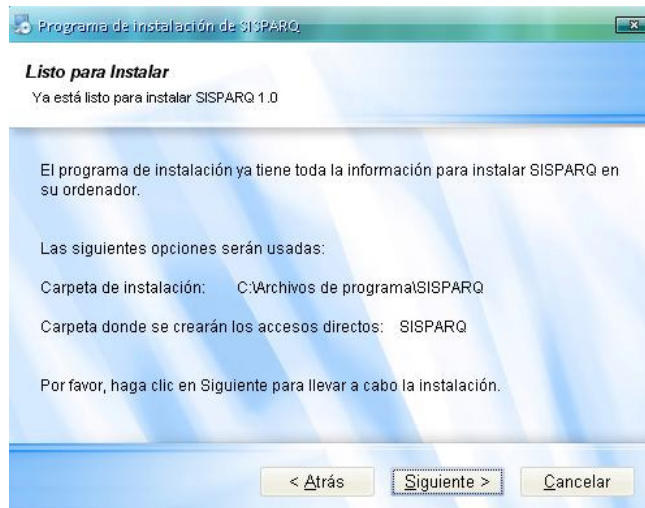 Programa de instalación de SISPARQ
Listo para Instalar
Ya está listo para instalar SISPARQ 1.0
El programa de instalación ya tiene toda la información para instalar SISPARQ en
su ordenador.
Las siguientes opciones serán usadas:
Carpeta de instalación: C:\Archivos de programa\SISPARQ
Carpeta donde se crearán los accesos directos: SISPARQ
Por favor, haga clic en Siguiente para llevar a cabo la instalación.
< Atrás Siguiente > Cancelar